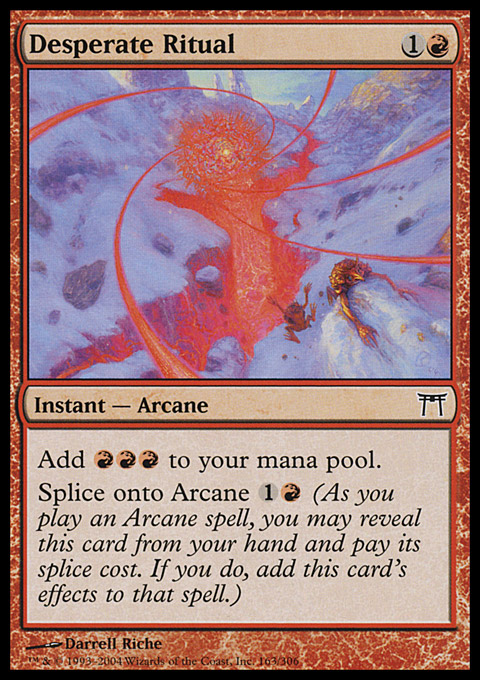 Desperate Ritual 1
Instant — Arcane
Add to your mana pool.
Splice onto Arcane 1 (As you
play an Arcane spell, you may reveal
this card from your hand and pay its
splice cost. If you do, add this card's
effects to that spell.)
Darrell Riche
™ & © 1993-2004 Wizards of the Coast, Inc. 163/306